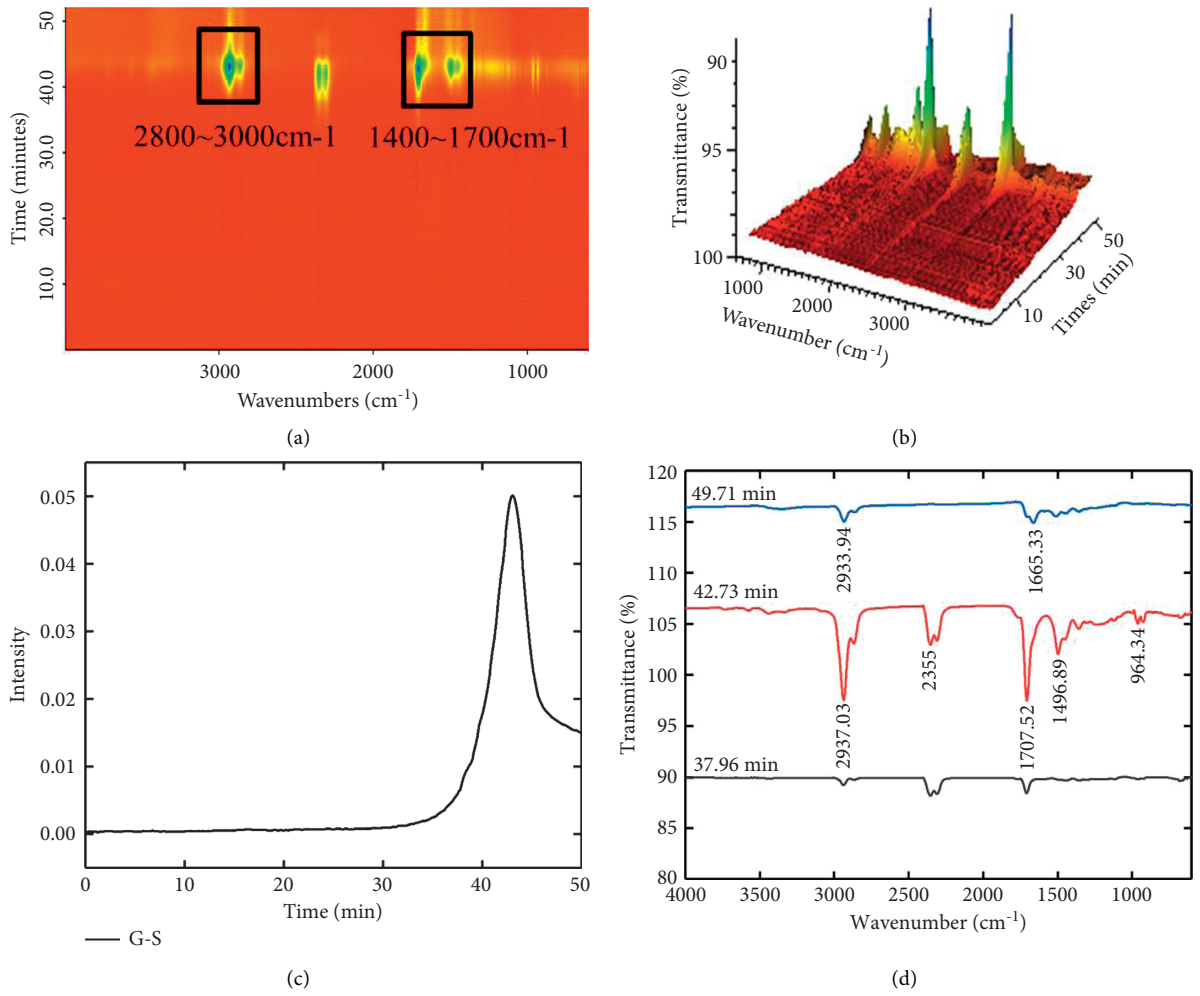 50
40.0
30.0
20.0
10.0
Time (minutes)
2800~3000cm-1
1400~1700cm-1
3000
2000
1000
Wavenumbers (cm-1)
(a)
90
95
100
Transmittance (%)
1000
2000
3000
Wavenumber (cm-1)
10
30
50
Times (min)
(b)
0.05
0.04
0.03
0.02
0.01
0.00
Intensity
0
10
20
30
40
50
Time (min)
G-S
(c)
120
115
110
105
100
95
90
85
80
Transmittance (%)
49.71 min
2933.94
1665.33
42.73 min
2937.03
2355
1707.52
1496.89
964.34
37.96 min
4000
3500
3000
2500
2000
1500
1000
Wavenumber (cm-1)
(d)